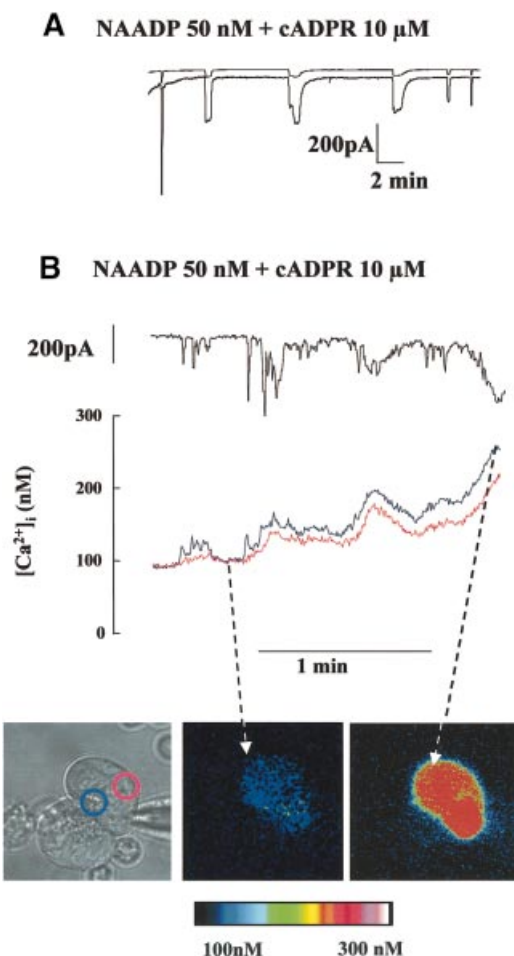 A NAADP 50 nM + cADPR 10 µM
200pA
2 min
B NAADP 50 nM + cADPR 10 µM
200pA
300
200
100
0
[Ca²⁺]ᵢ (nM)
1 min
100nM 300 nM